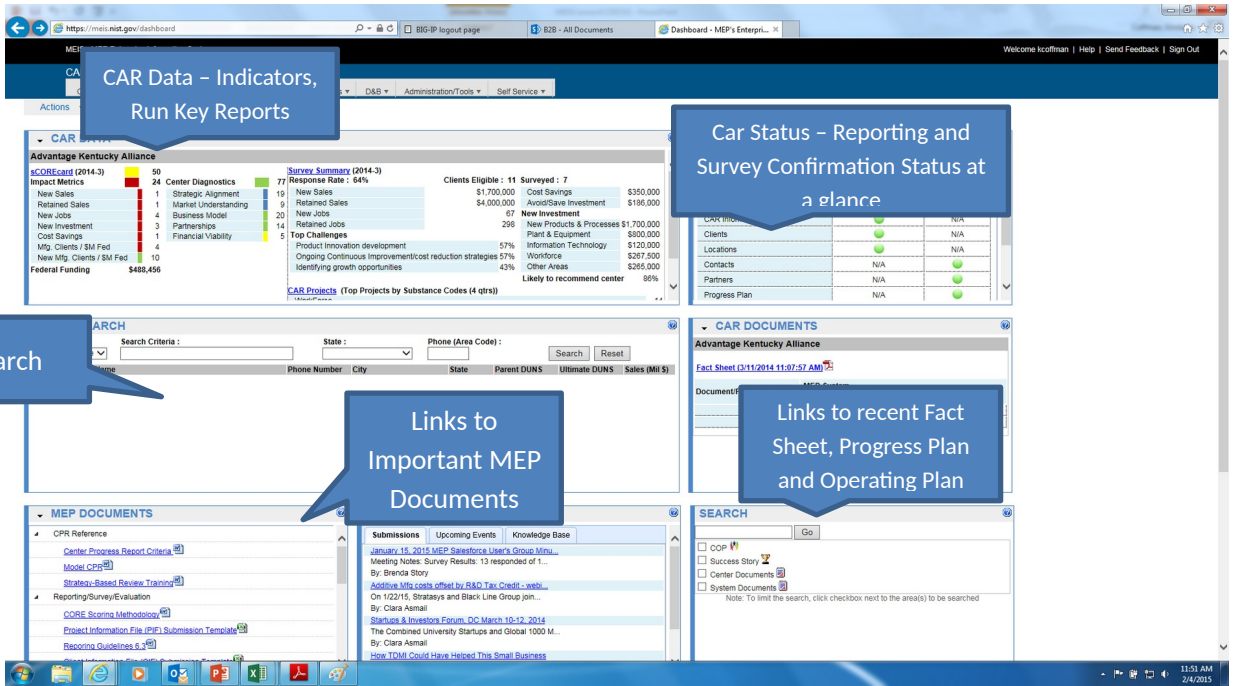 https://meis.nist.gov/dashboard
BIG-IP logout page
B2B - All Documents
Dashboard - MEP's Enterpri...
Welcome kcoffman | Help | Send Feedback | Sign Out
D&B Administration/Tools Self Service
Actions
CAR Data – Indicators,
Run Key Reports
Car Status – Reporting and
Survey Confirmation Status at
a glance
Advantage Kentucky Alliance
sCOREcard (2014-3) 50
Impact Metrics 24 Center Diagnostics 77
New Sales 1 Strategic Alignment 19
Retained Sales 1 Market Understanding 9
New Jobs 4 Business Model 20
New Investment 3 Partnerships 14
Cost Savings 1 Financial Viability 5
Mfg. Clients / $M Fed 4
New Mfg. Clients / $M Fed 10
Federal Funding $488,456
Survey Summary (2014-3)
Response Rate : 64% Clients Eligible : 11 Surveyed : 7
New Sales $1,700,000 Cost Savings $350,000
Retained Sales $4,000,000 Avoid/Save Investment $186,000
New Jobs 67 New Investment
Retained Jobs 298 New Products & Processes $1,700,000
Top Challenges Plant & Equipment $800,000
Product Innovation development 57% Information Technology $120,000
Ongoing Continuous Improvement/cost reduction strategies 57% Workforce $267,500
Identifying growth opportunities 43% Other Areas $265,000
Likely to recommend center 86%
CAR Projects (Top Projects by Substance Codes (4 qtrs))
N/A
Clients N/A
Locations N/A
Contacts N/A
Partners N/A
Progress Plan N/A
Search Criteria : State : Phone (Area Code) :
Search Reset
Phone Number City State Parent DUNS Ultimate DUNS Sales (Mil $)
CAR DOCUMENTS
Advantage Kentucky Alliance
Fact Sheet (3/11/2014 11:07:57 AM)
Links to
Important MEP
Documents
Links to recent Fact
Sheet, Progress Plan
and Operating Plan
MEP DOCUMENTS
CPR Reference
Center Progress Report Criteria
Model CPR
Strategy-Based Review Training
Reporting/Survey/Evaluation
CORE Scoring Methodology
Project Information File (PIF) Submission Template
Reporting Guidelines 6.3
Submissions Upcoming Events Knowledge Base
January 15, 2015 MEP Salesforce User's Group Minu...
Meeting Notes: Survey Results: 13 responded of 1...
By: Brenda Story
Additive Mfg costs offset by R&D Tax Credit - webi...
On 1/22/15, Stratasys and Black Line Group join...
By: Clara Asmail
Startups & Investors Forum, DC March 10-12, 2014
The Combined University Startups and Global 1000 M...
By: Clara Asmail
How TDMI Could Have Helped This Small Business
SEARCH
Go
COP
Success Story
Center Documents
System Documents
Note: To limit the search, click checkbox next to the area(s) to be searched
11:51 AM
2/4/2015